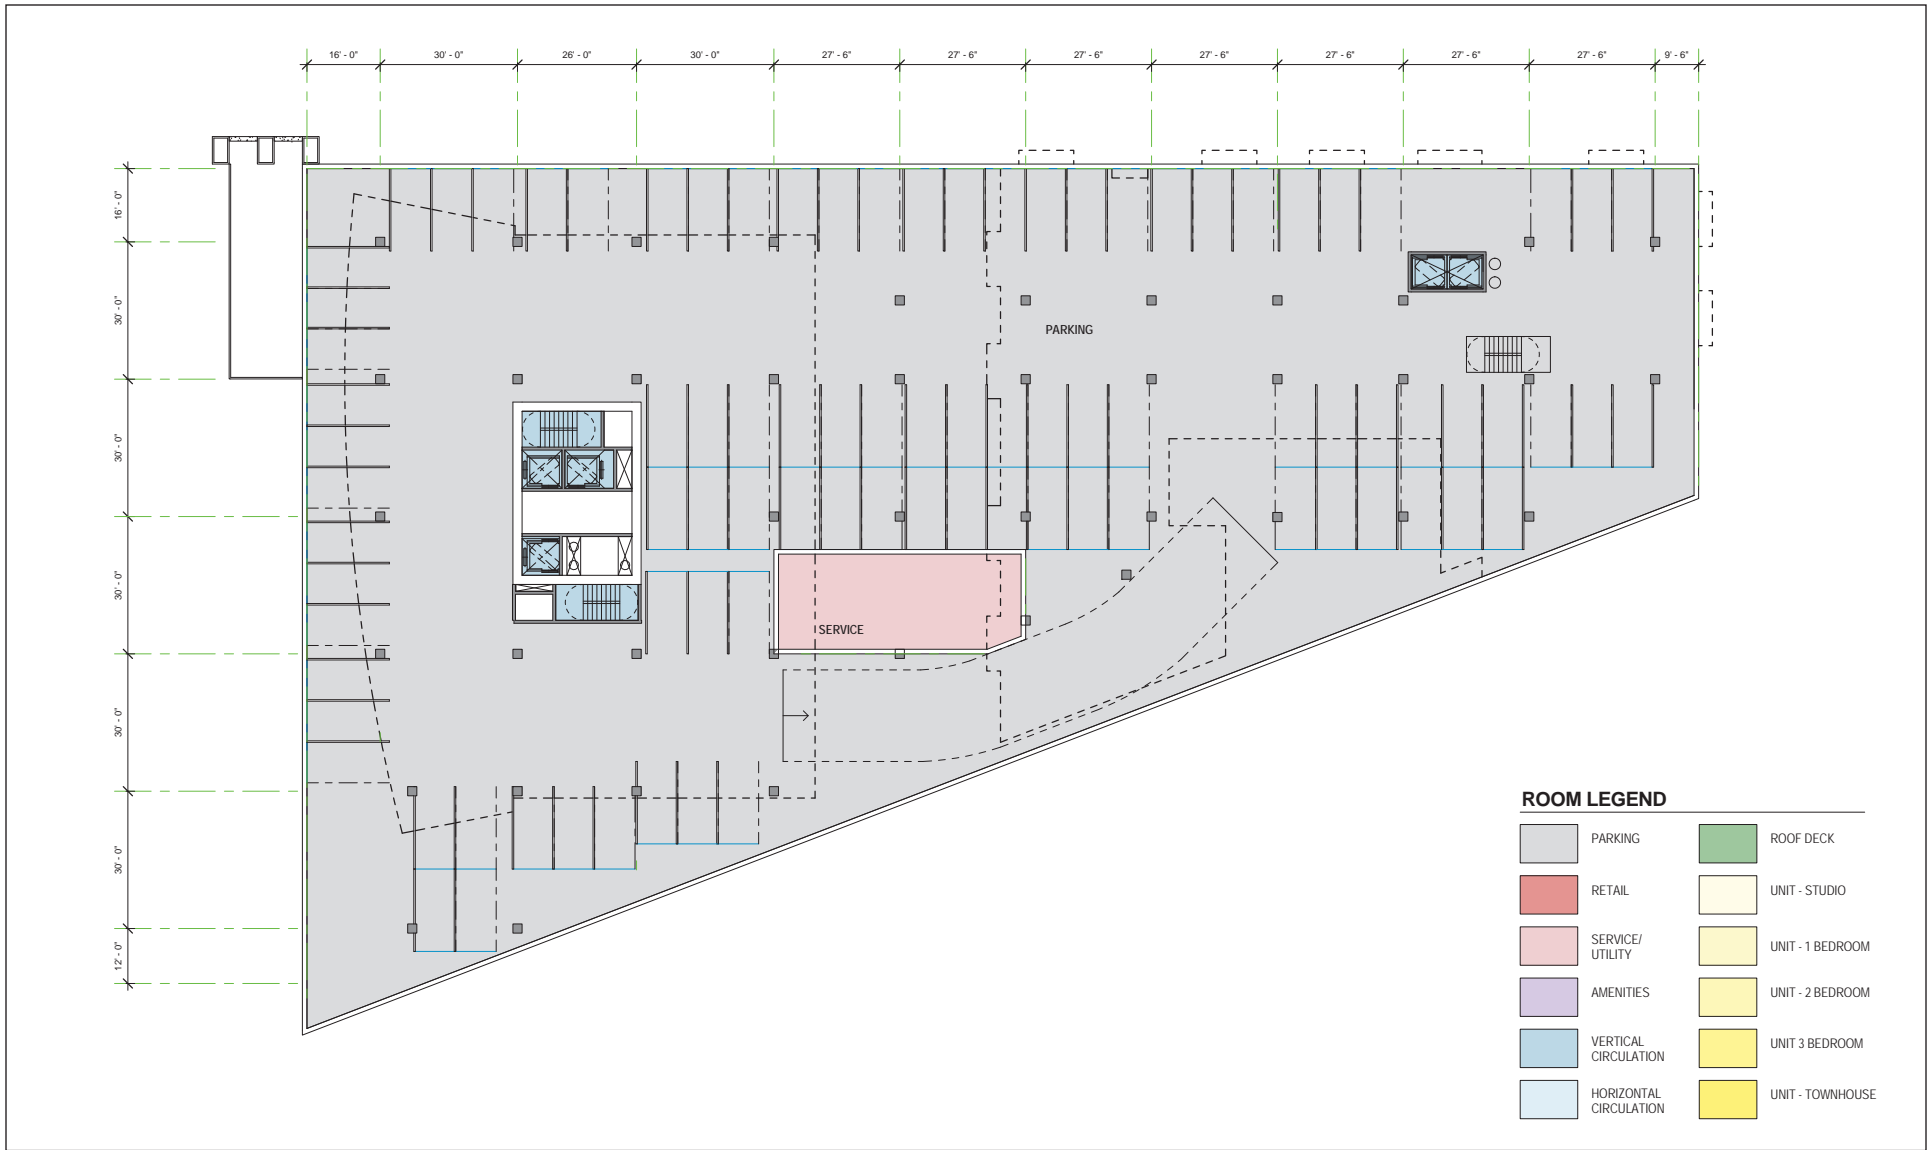 16' - 0" 30' - 0" 26' - 0" 30' - 0" 27' - 6" 27' - 6" 27' - 6" 27' - 6" 27' - 6" 27' - 6" 27' - 6" 9' - 6"
16' - 0"
30' - 0"
30' - 0"
30' - 0"
30' - 0"
30' - 0"
12' - 0"
PARKING
SERVICE
ROOM LEGEND
PARKING
RETAIL
SERVICE/
UTILITY
AMENITIES
VERTICAL
CIRCULATION
HORIZONTAL
CIRCULATION
ROOF DECK
UNIT - STUDIO
UNIT - 1 BEDROOM
UNIT - 2 BEDROOM
UNIT 3 BEDROOM
UNIT - TOWNHOUSE